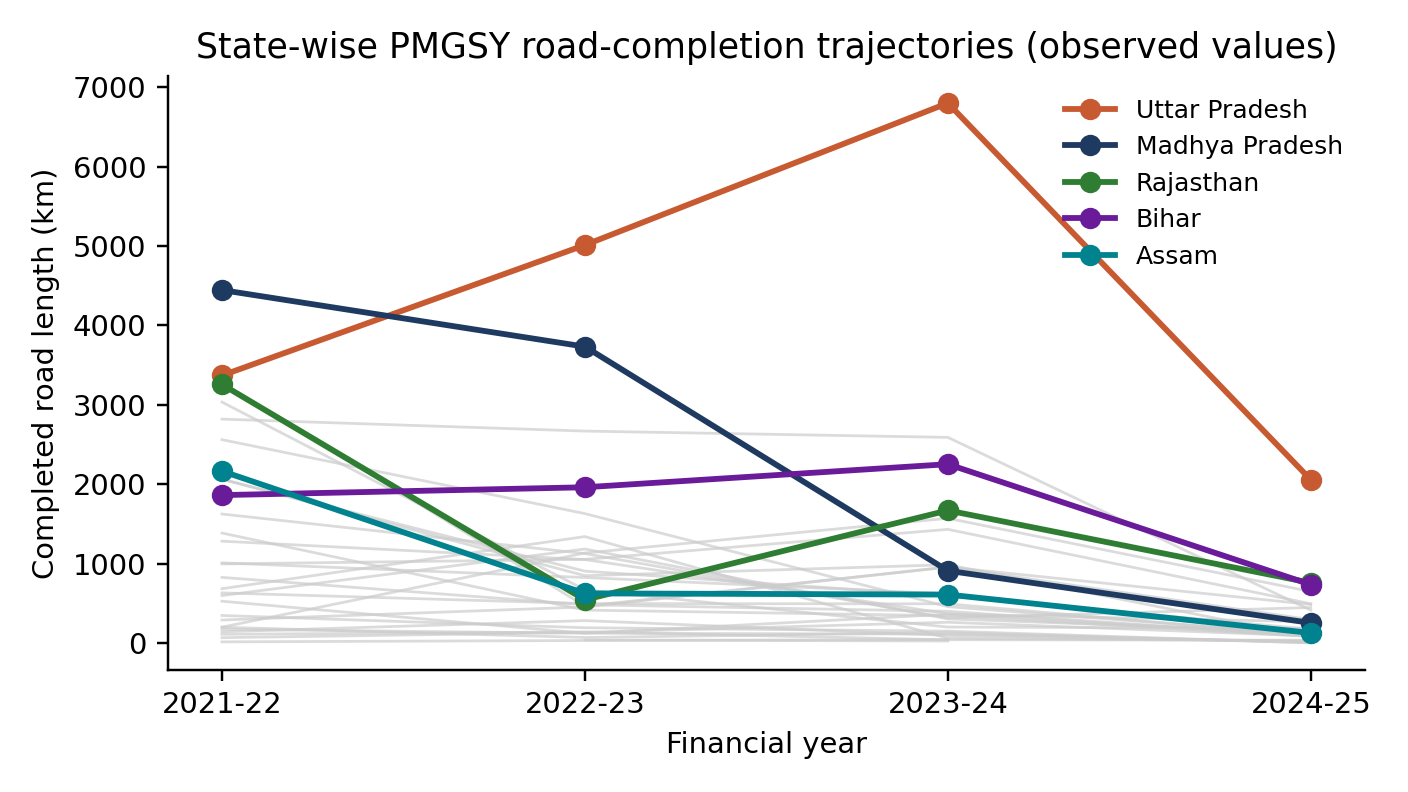 State-wise PMGSY road-completion trajectories (observed values)
Completed road length (km)
7000
6000
5000
4000
3000
2000
1000
0
Uttar Pradesh
Madhya Pradesh
Rajasthan
Bihar
Assam
2021-22 2022-23 2023-24 2024-25
Financial year